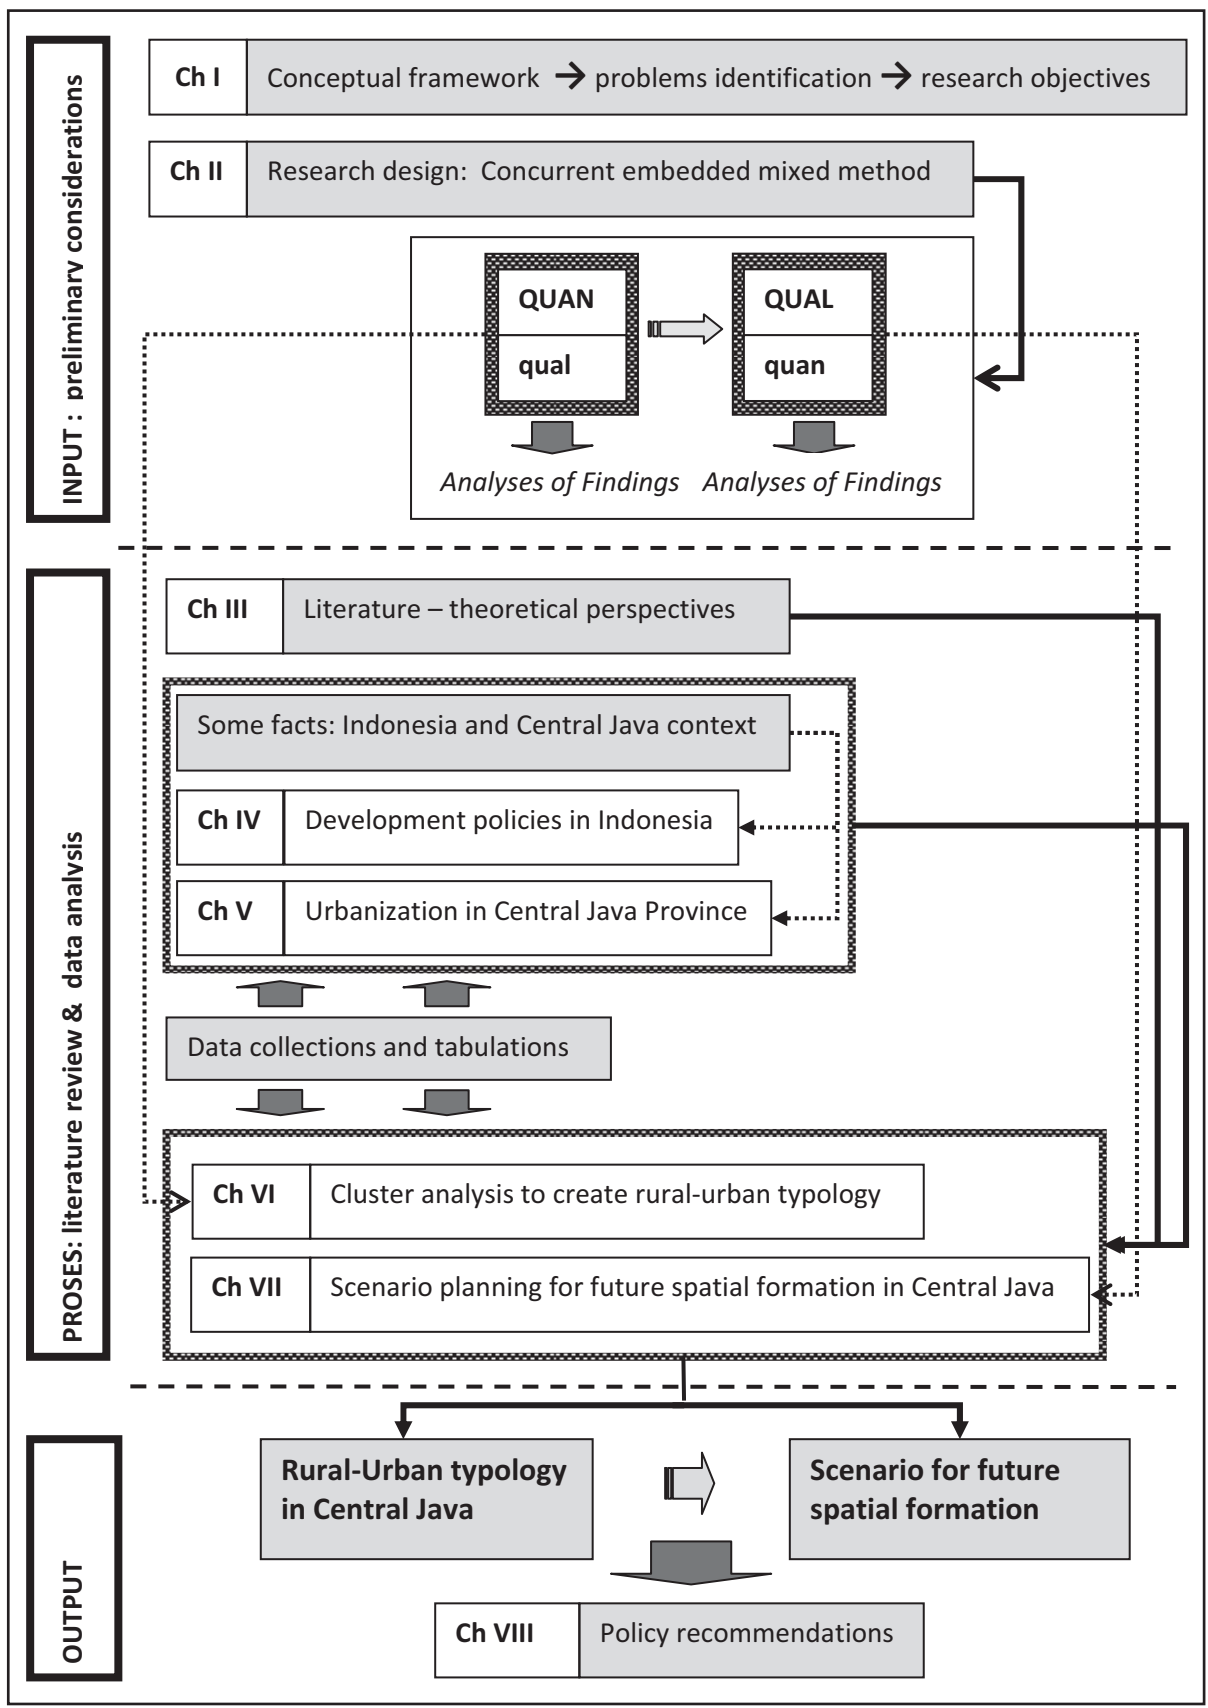 INPUT : preliminary considerations
Ch I Conceptual framework → problems identification → research objectives
Ch II Research design: Concurrent embedded mixed method
QUAN QUAL
qual quan
Analyses of Findings Analyses of Findings
PROSES: literature review & data analysis
Ch III Literature – theoretical perspectives
Some facts: Indonesia and Central Java context
Ch IV Development policies in Indonesia
Ch V Urbanization in Central Java Province
Data collections and tabulations
Ch VI Cluster analysis to create rural-urban typology
Ch VII Scenario planning for future spatial formation in Central Java
OUTPUT
Rural-Urban typology
in Central Java
Scenario for future
spatial formation
Ch VIII Policy recommendations